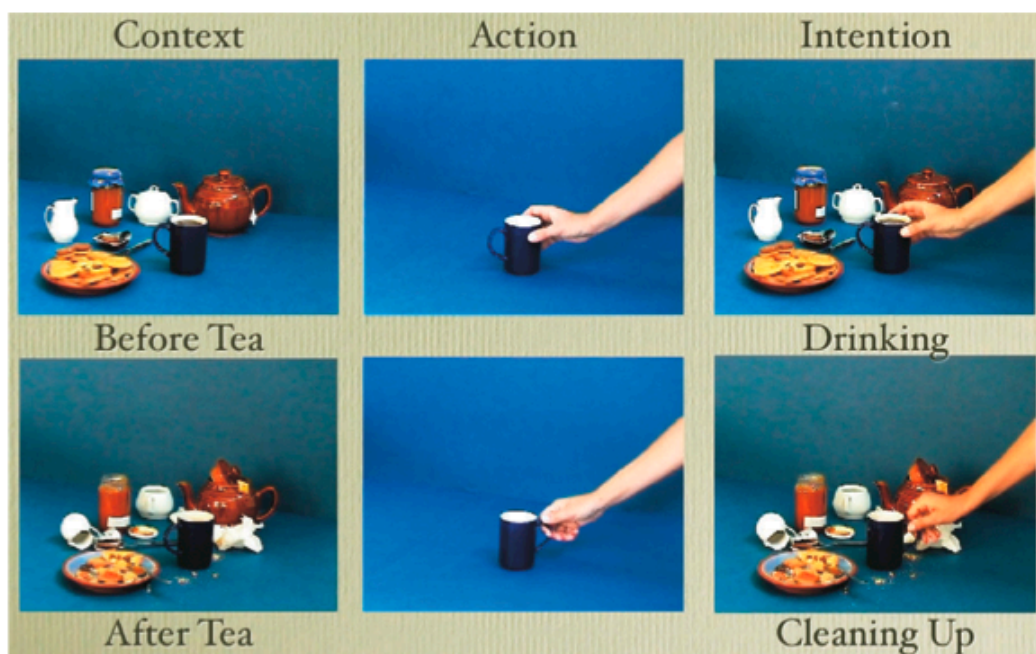 Context
Action
Intention
Before Tea
Drinking
After Tea
Cleaning Up